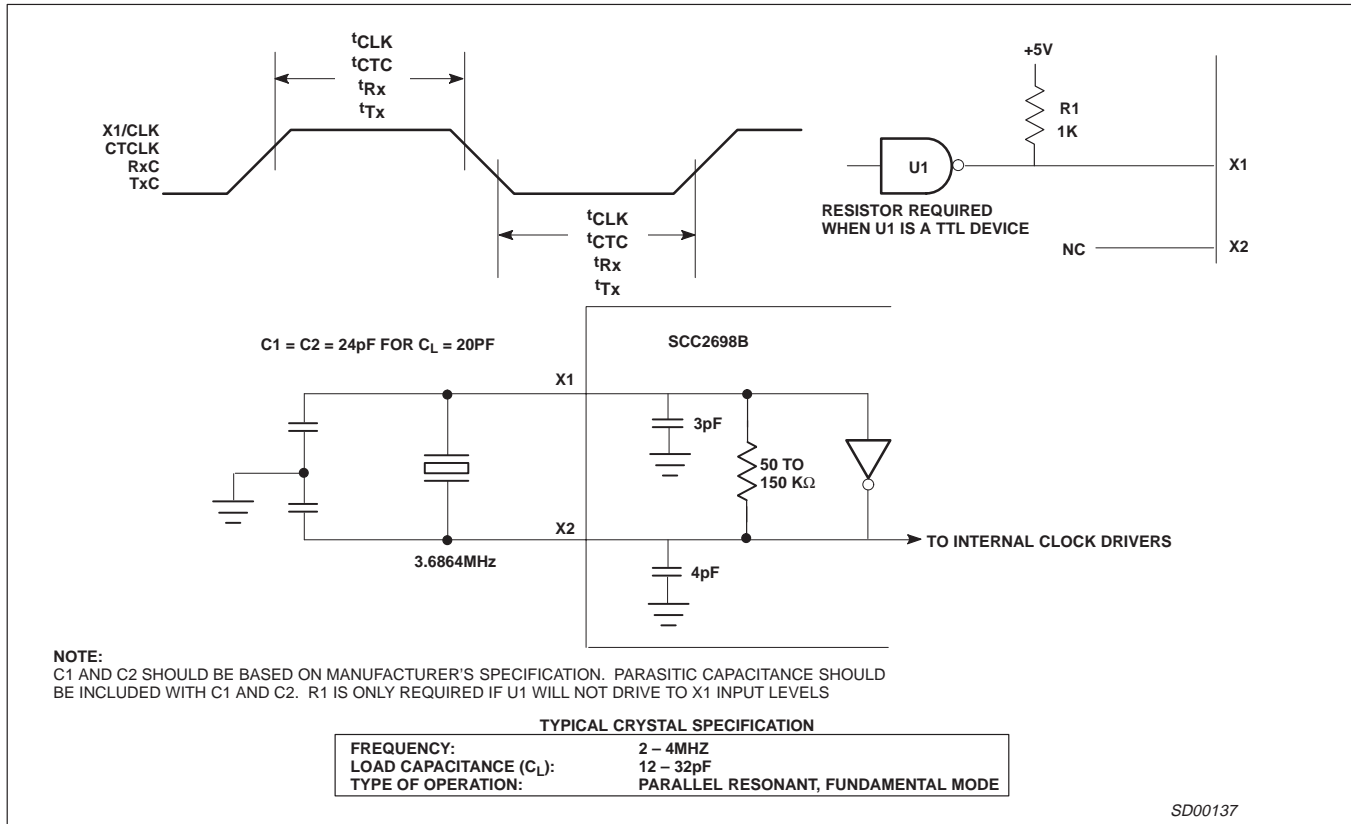 tCLK
tCTC
tRx
tTx
X1/CLK
CTCLK
RxC
TxC
tCLK
tCTC
tRx
tTx
+5V
R1
1K
U1
X1
RESISTOR REQUIRED
WHEN U1 IS A TTL DEVICE
NC
X2
C1 = C2 = 24pF FOR CL = 20PF
SCC2698B
X1
3pF
50 TO
150 KΩ
X2
TO INTERNAL CLOCK DRIVERS
3.6864MHz
4pF
NOTE:
C1 AND C2 SHOULD BE BASED ON MANUFACTURER'S SPECIFICATION. PARASITIC CAPACITANCE SHOULD
BE INCLUDED WITH C1 AND C2. R1 IS ONLY REQUIRED IF U1 WILL NOT DRIVE TO X1 INPUT LEVELS
TYPICAL CRYSTAL SPECIFICATION
FREQUENCY: 2 – 4MHZ
LOAD CAPACITANCE (CL): 12 – 32pF
TYPE OF OPERATION: PARALLEL RESONANT, FUNDAMENTAL MODE
SD00137